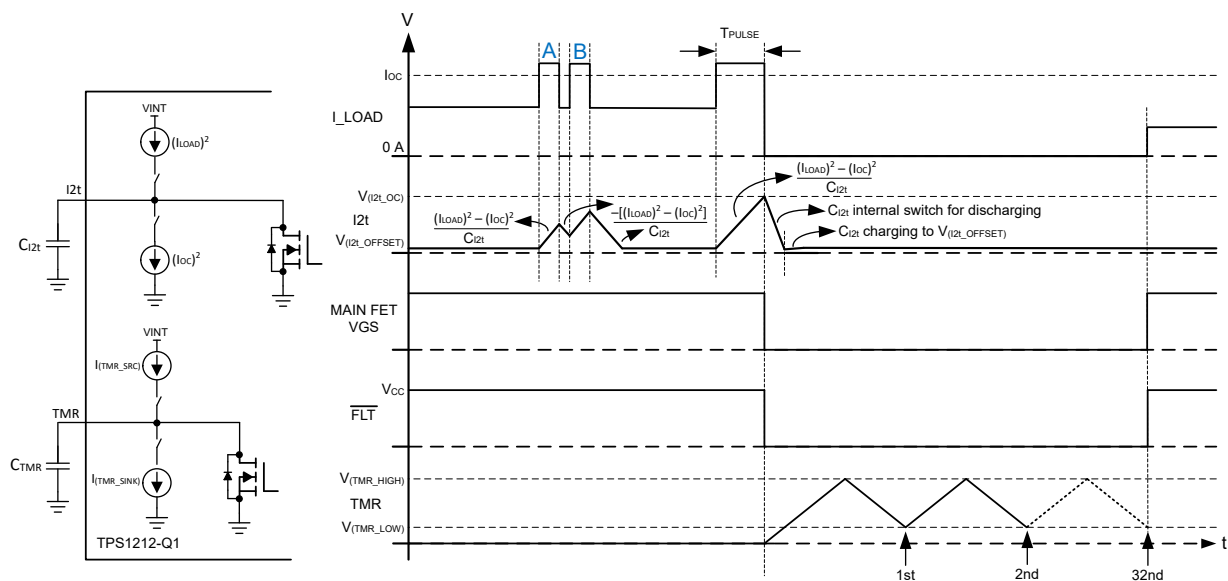 VINT
(ILOAD)²
I2t
CI2t
(IOC)²
VINT
I(TMR_SRC)
TMR
CTMR
I(TMR_SINK)
TPS1212-Q1
V
A
B
TPULSE
IOC
I_LOAD
0 A
V(I2t_OC)
I2t
V(I2t_OFFSET)
(ILOAD)² – (IOC)²
CI2t
–[(ILOAD)² – (IOC)²]
CI2t
(ILOAD)² – (IOC)²
CI2t
CI2t internal switch for discharging
CI2t charging to V(I2t_OFFSET)
MAIN FET
VGS
VCC
FLT
V(TMR_HIGH)
TMR
V(TMR_LOW)
t
1st
2nd
32nd